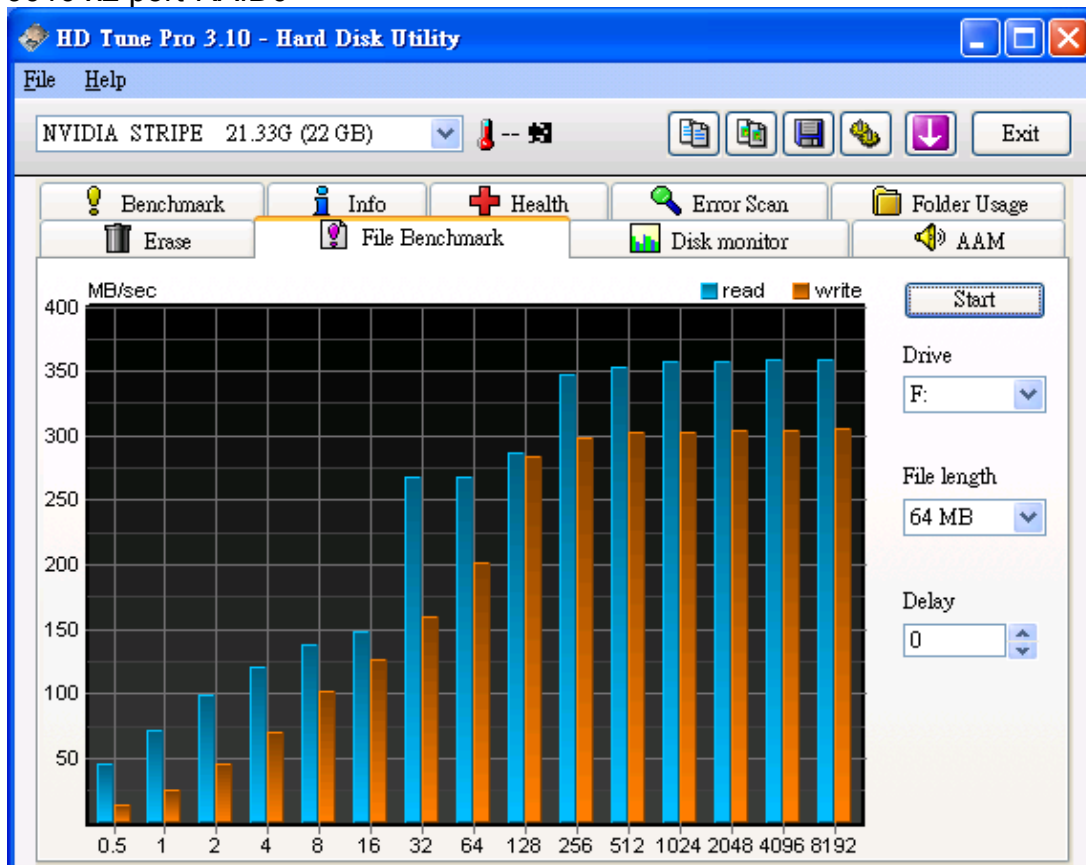 HD Tune Pro 3.10 - Hard Disk Utility
File Help
NVIDIA STRIPE 21.33G (22 GB) -- Exit
Benchmark Info Health Error Scan Folder Usage
Erase File Benchmark Disk monitor AAM
MB/sec read write
400
350
300
250
200
150
100
50
0.5 1 2 4 8 16 32 64 128 256 512 1024 2048 4096 8192
Start
Drive
F:
File length
64 MB
Delay
0